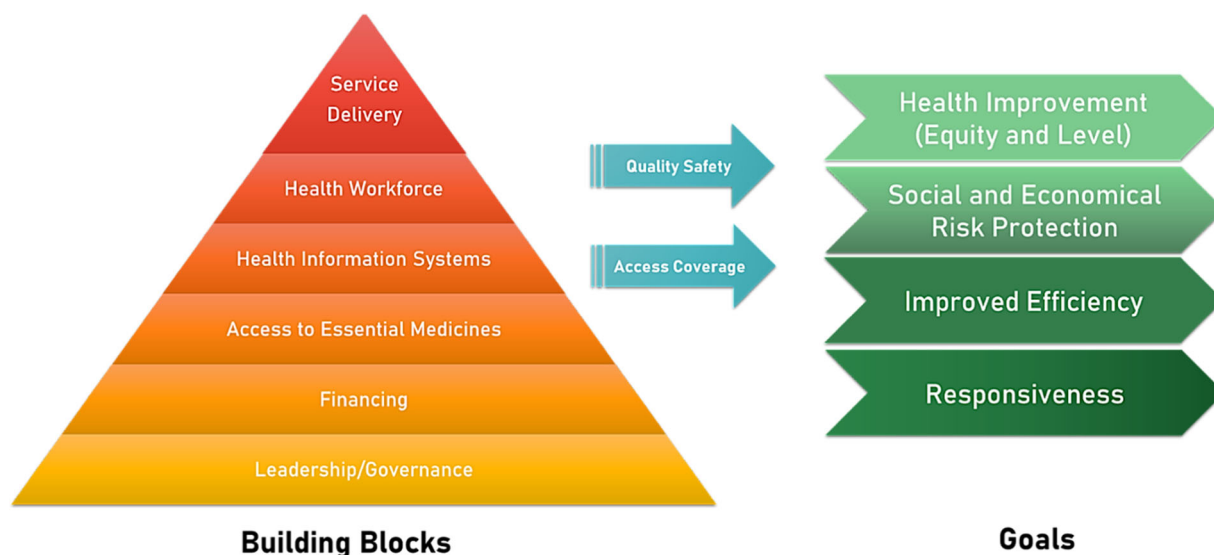 Service
Delivery
Health Workforce
Health Information Systems
Access to Essential Medicines
Financing
Leadership/Governance
Building Blocks
Quality Safety
Access Coverage
Health Improvement
(Equity and Level)
Social and Economical
Risk Protection
Improved Efficiency
Responsiveness
Goals